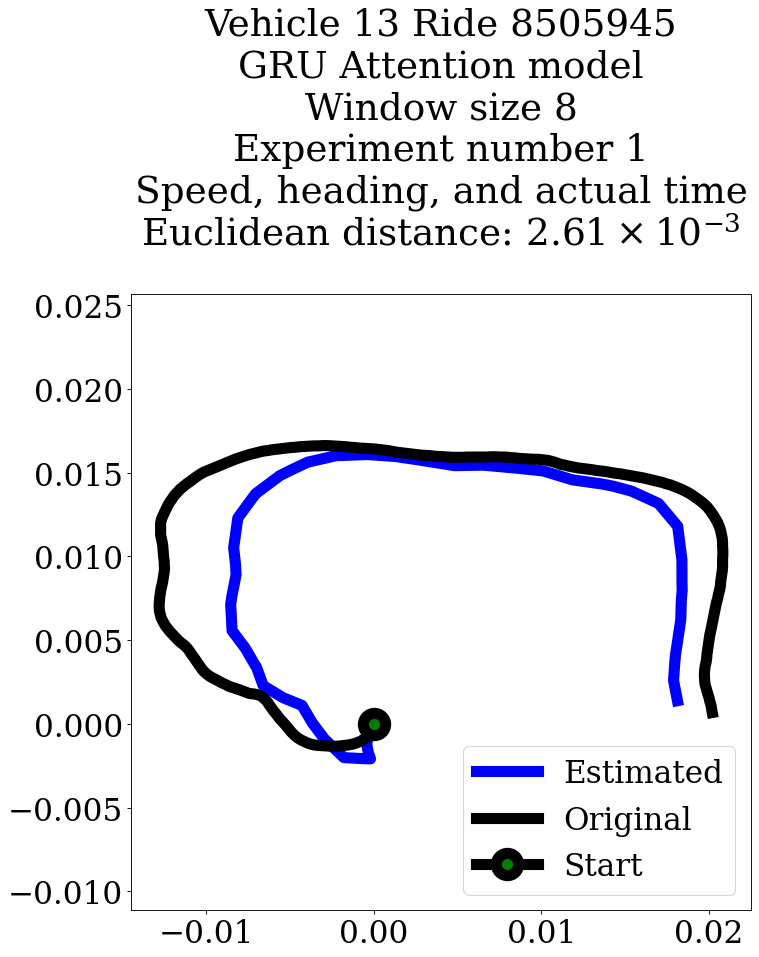 Vehicle 13 Ride 8505945
GRU Attention model
Window size 8
Experiment number 1
Speed, heading, and actual time
Euclidean distance: 2.61 × 10⁻³
0.025
0.020
0.015
0.010
0.005
0.000
−0.005
−0.010
−0.01
0.00
0.01
0.02
Estimated
Original
Start